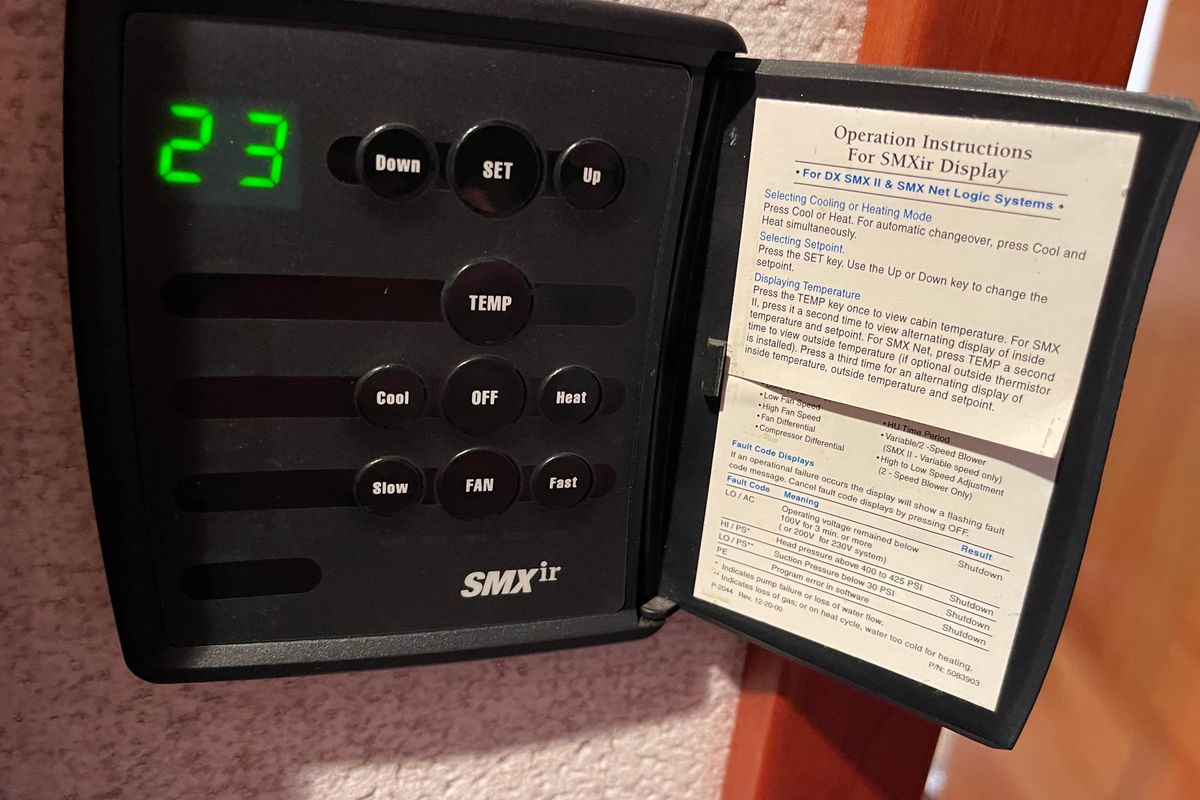 23
Down
SET
Up
TEMP
Cool
OFF
Heat
Slow
FAN
Fast
SMXir
Operation Instructions
For SMXir Display
• For DX SMX II & SMX Net Logic Systems •
Selecting Cooling or Heating Mode
Press Cool or Heat. For automatic changeover, press Cool and
Heat simultaneously.
Selecting Setpoint.
Press the SET key. Use the Up or Down key to change the
setpoint.
Displaying Temperature
Press the TEMP key once to view cabin temperature. For SMX
II, press it a second time to view alternating display of inside
temperature and setpoint. For SMX Net, press TEMP a second
time to view outside temperature (if optional outside thermistor
is installed). Press a third time for an alternating display of
inside temperature, outside temperature and setpoint.
• Low Fan Speed
• High Fan Speed
• Fan Differential
• Compressor Differential
• HU Time Period
• Variable/2 -Speed Blower
(SMX II - Variable speed only)
• High to Low Speed Adjustment
(2 - Speed Blower Only)
Fault Code Displays
If an operational failure occurs the display will show a flashing fault
code message. Cancel fault code displays by pressing OFF.
Fault Code Meaning Result
LO / AC Operating voltage remained below Shutdown
100V for 3 min. or more
( or 200V for 230V system)
HI / PS* Head pressure above 400 to 425 PSI Shutdown
LO / PS** Suction Pressure below 30 PSI Shutdown
PE Program error in software Shutdown
* Indicates pump failure or loss of water flow.
** Indicates loss of gas; or on heat cycle, water too cold for heating.
P-2044 Rev. 12-20-00
P/N: 5083903